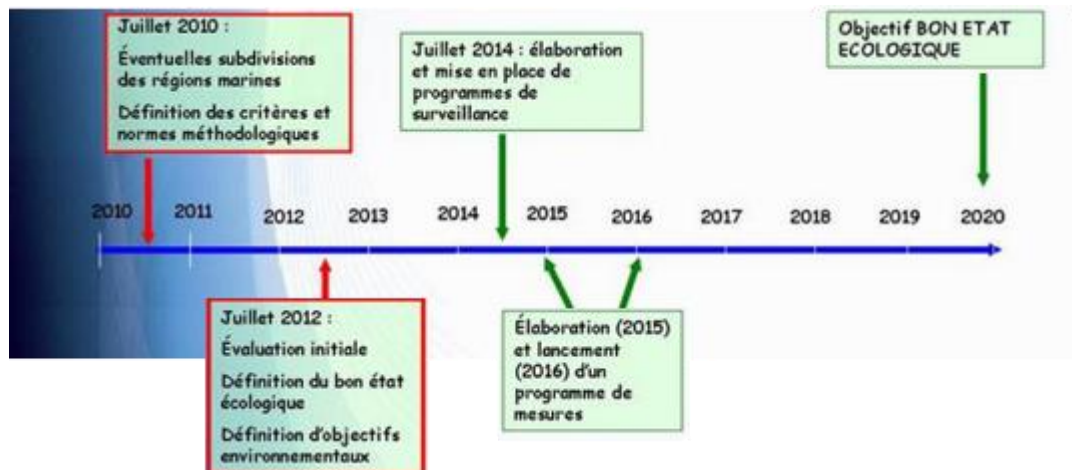 Juillet 2010 :
Éventuelles subdivisions
des régions marines
Définition des critères et
normes méthodologiques
Juillet 2014 : élaboration
et mise en place de
programmes de
surveillance
Objectif BON ETAT
ECOLOGIQUE
2010 2011 2012 2013 2014 2015 2016 2017 2018 2019 2020
Juillet 2012 :
Évaluation initiale
Définition du bon état
écologique
Définition d'objectifs
environnementaux
Élaboration (2015)
et lancement
(2016) d'un
programme de
mesures